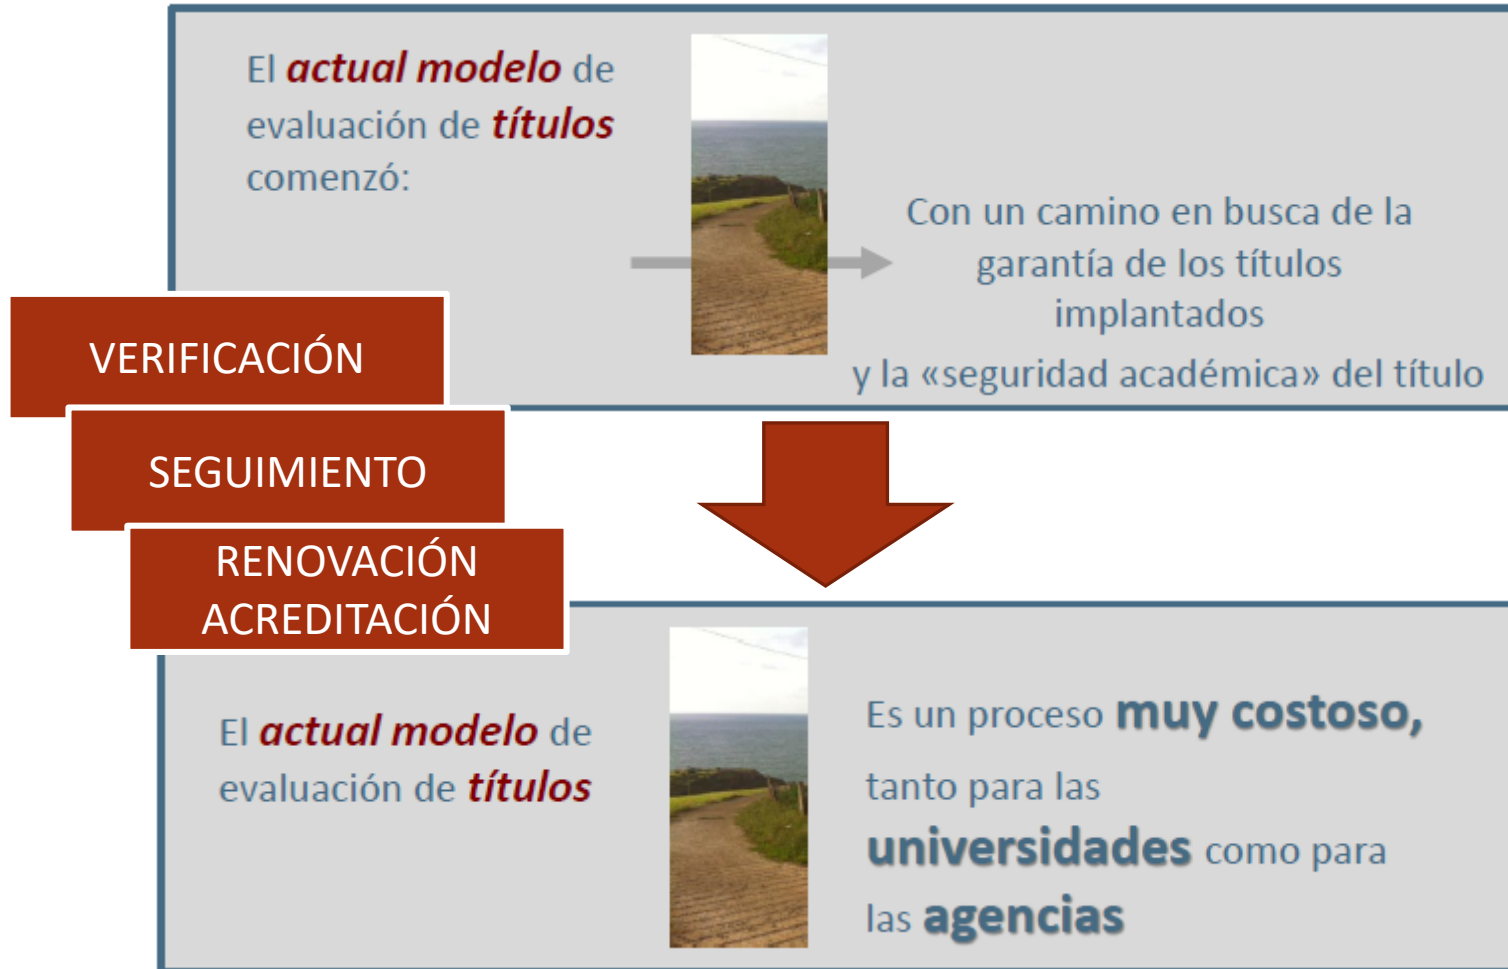 El actual modelo de
evaluación de títulos
comenzó:
Con un camino en busca de la
garantía de los títulos
implantados
y la «seguridad académica» del título
VERIFICACIÓN
SEGUIMIENTO
RENOVACIÓN
ACREDITACIÓN
El actual modelo de
evaluación de títulos
Es un proceso muy costoso,
tanto para las
universidades como para
las agencias